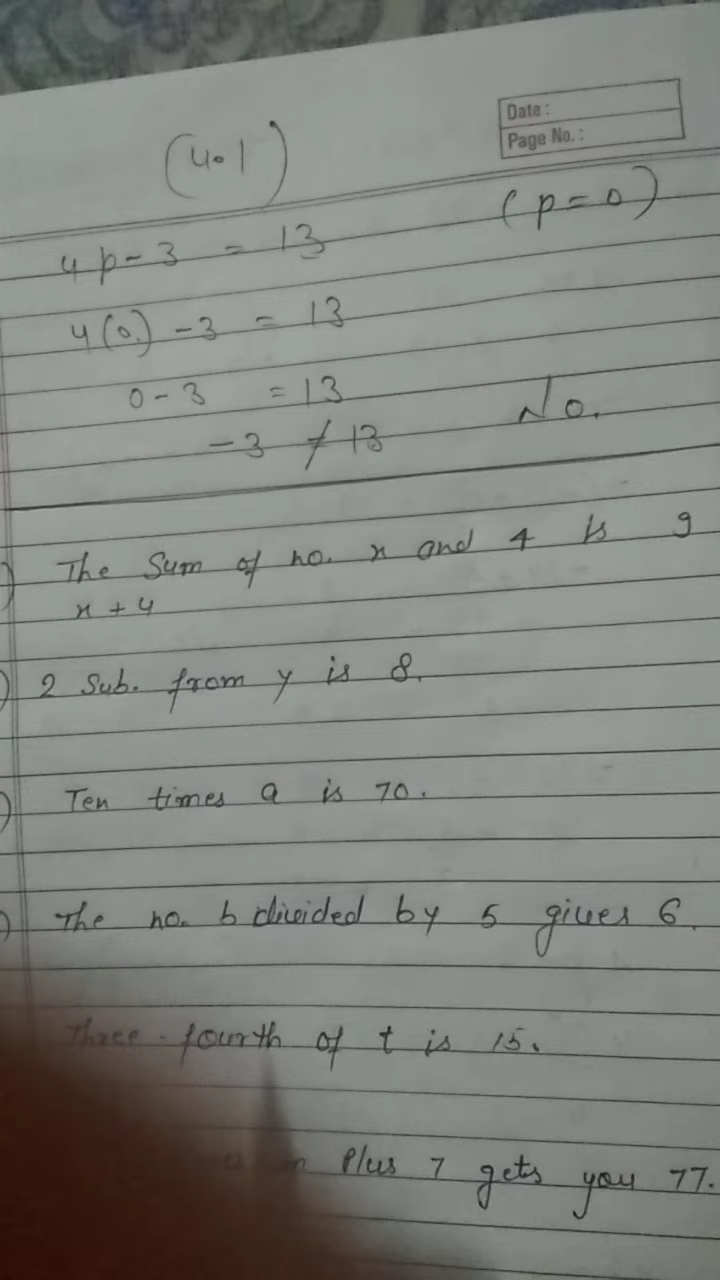 Date :
Page No. :
(4.1)
4p - 3 = 13 (p = 0)
4(0) - 3 = 13
0 - 3 = 13
-3 ≠ 13 No.
The Sum of no. x and 4 is 9
x + 4
2 Sub. from y is 8.
Ten times a is 70.
The no. b divided by 5 gives 6.
Three-fourth of t is 15.
Plus 7 gets you 77.